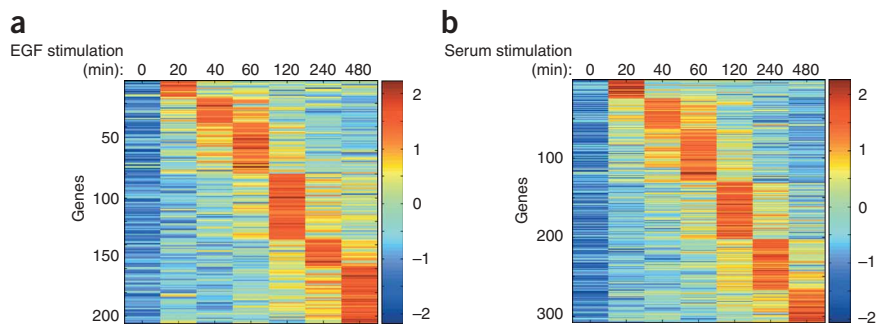 a
EGF stimulation
(min): 0 20 40 60 120 240 480
Genes
50
100
150
200
2
1
0
–1
–2
b
Serum stimulation
(min): 0 20 40 60 120 240 480
Genes
100
200
300
2
1
0
–1
–2